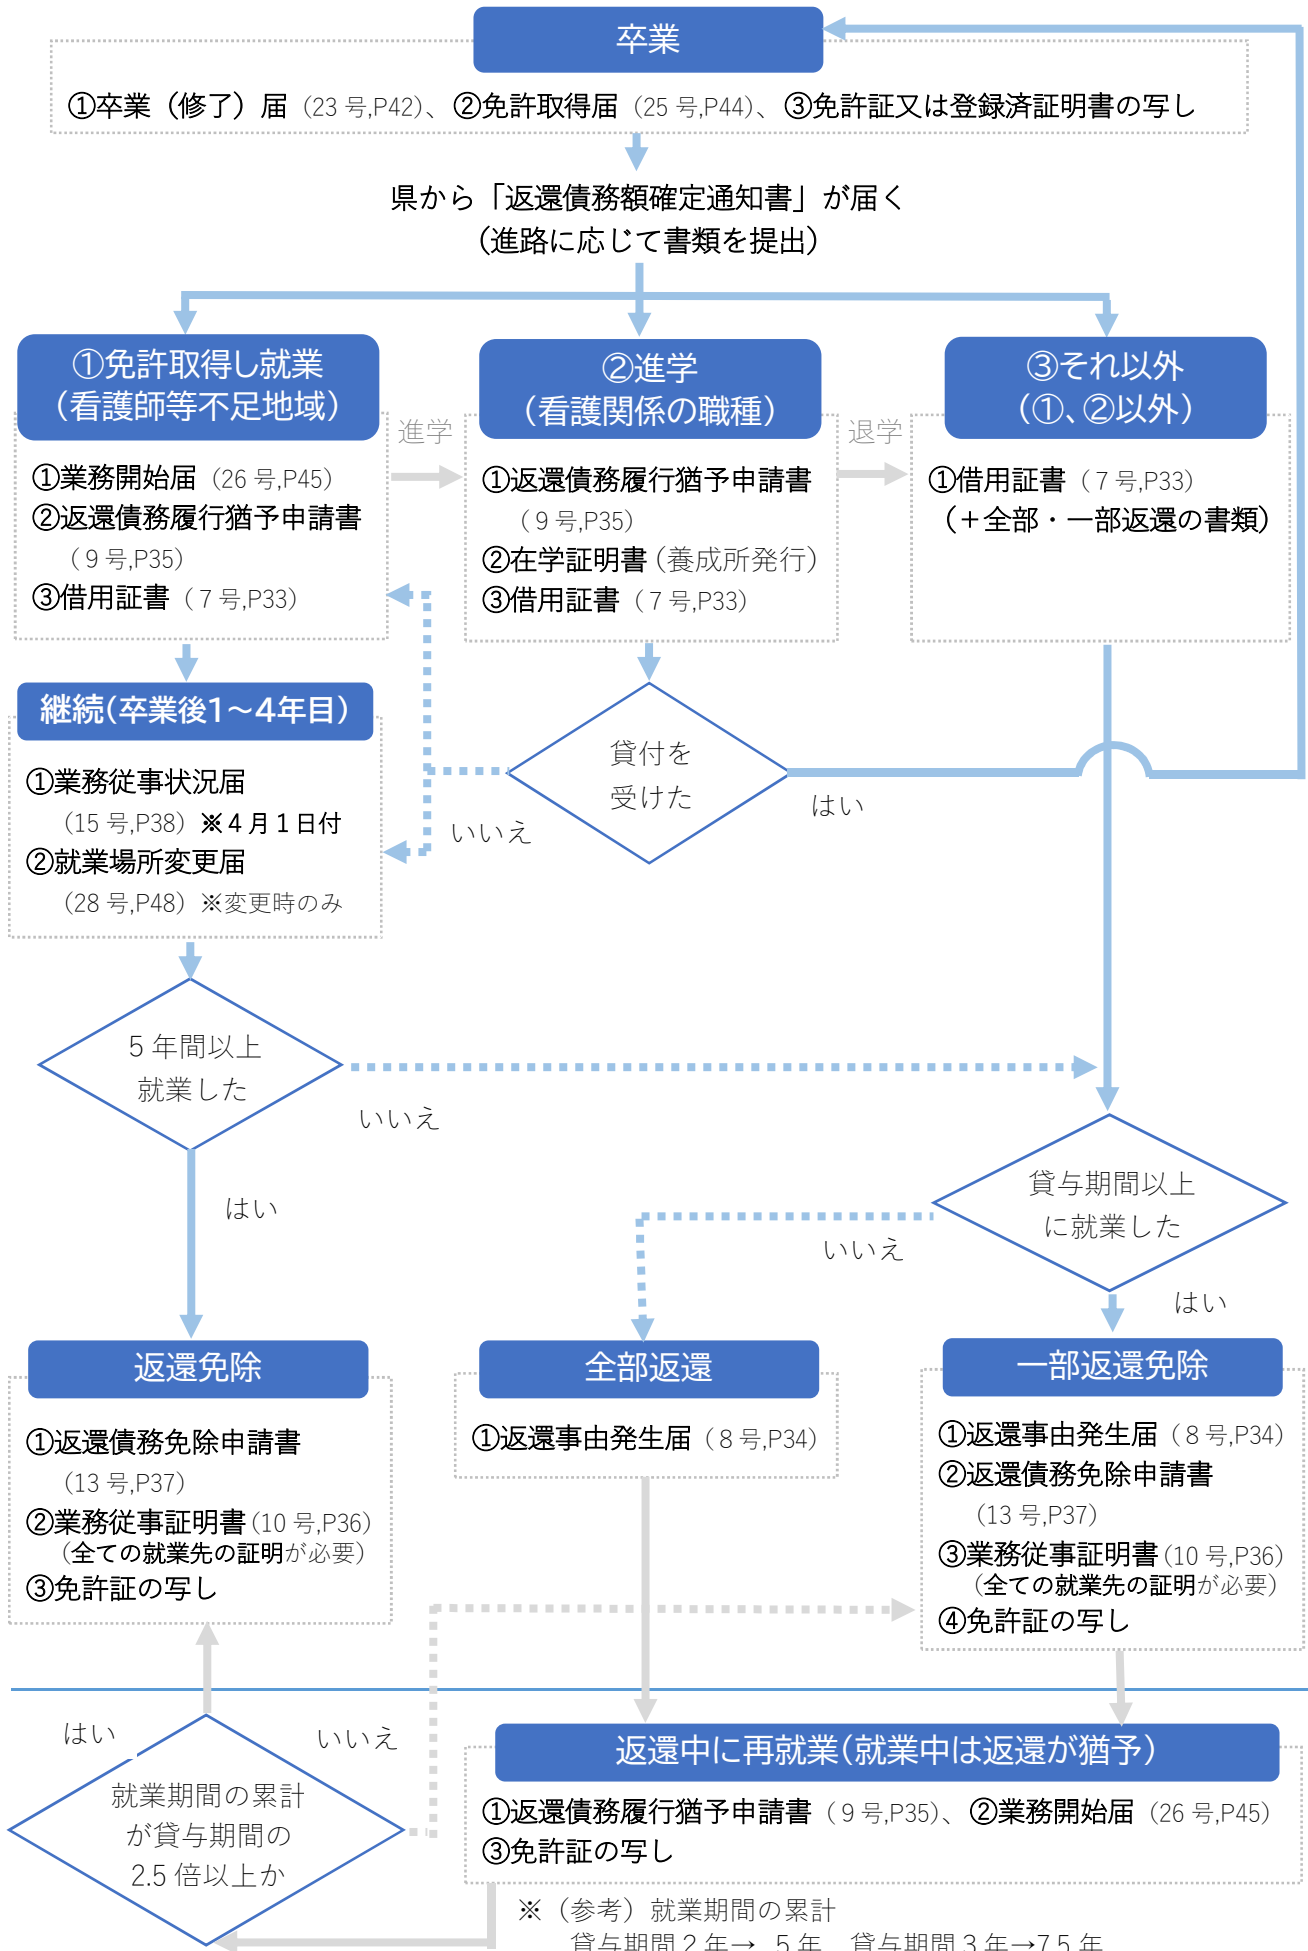 卒業
①卒業（修了）届（23 号,P42）、②免許取得届（25 号,P44）、③免許証又は登録済証明書の写し
県から「返還債務額確定通知書」が届く
（進路に応じて書類を提出）
①免許取得し就業
（看護師等不足地域）
進学
②進学
（看護関係の職種）
退学
③それ以外
（①、②以外）
①業務開始届（26 号,P45）
②返還債務履行猶予申請書
（９号,P35）
③借用証書（７号,P33）
①返還債務履行猶予申請書
（９号,P35）
②在学証明書（養成所発行）
③借用証書（７号,P33）
①借用証書（７号,P33）
（＋全部・一部返還の書類）
継続（卒業後1～4年目）
①業務従事状況届
（15 号,P38）※４月１日付
②就業場所変更届
（28 号,P48）※変更時のみ
貸付を
受けた
いいえ
はい
５年間以上
就業した
いいえ
はい
貸与期間以上
に就業した
いいえ
はい
返還免除
①返還債務免除申請書
（13 号,P37）
②業務従事証明書（10 号,P36）
（全ての就業先の証明が必要）
③免許証の写し
全部返還
①返還事由発生届（８号,P34）
一部返還免除
①返還事由発生届（８号,P34）
②返還債務免除申請書
（13 号,P37）
③業務従事証明書（10 号,P36）
（全ての就業先の証明が必要）
④免許証の写し
はい
いいえ
就業期間の累計
が貸与期間の
2.5 倍以上か
返還中に再就業（就業中は返還が猶予）
①返還債務履行猶予申請書（９号,P35）、②業務開始届（26 号,P45）
③免許証の写し
※（参考）就業期間の累計
貸与期間２年→ ５年 貸与期間３年→7.5 年